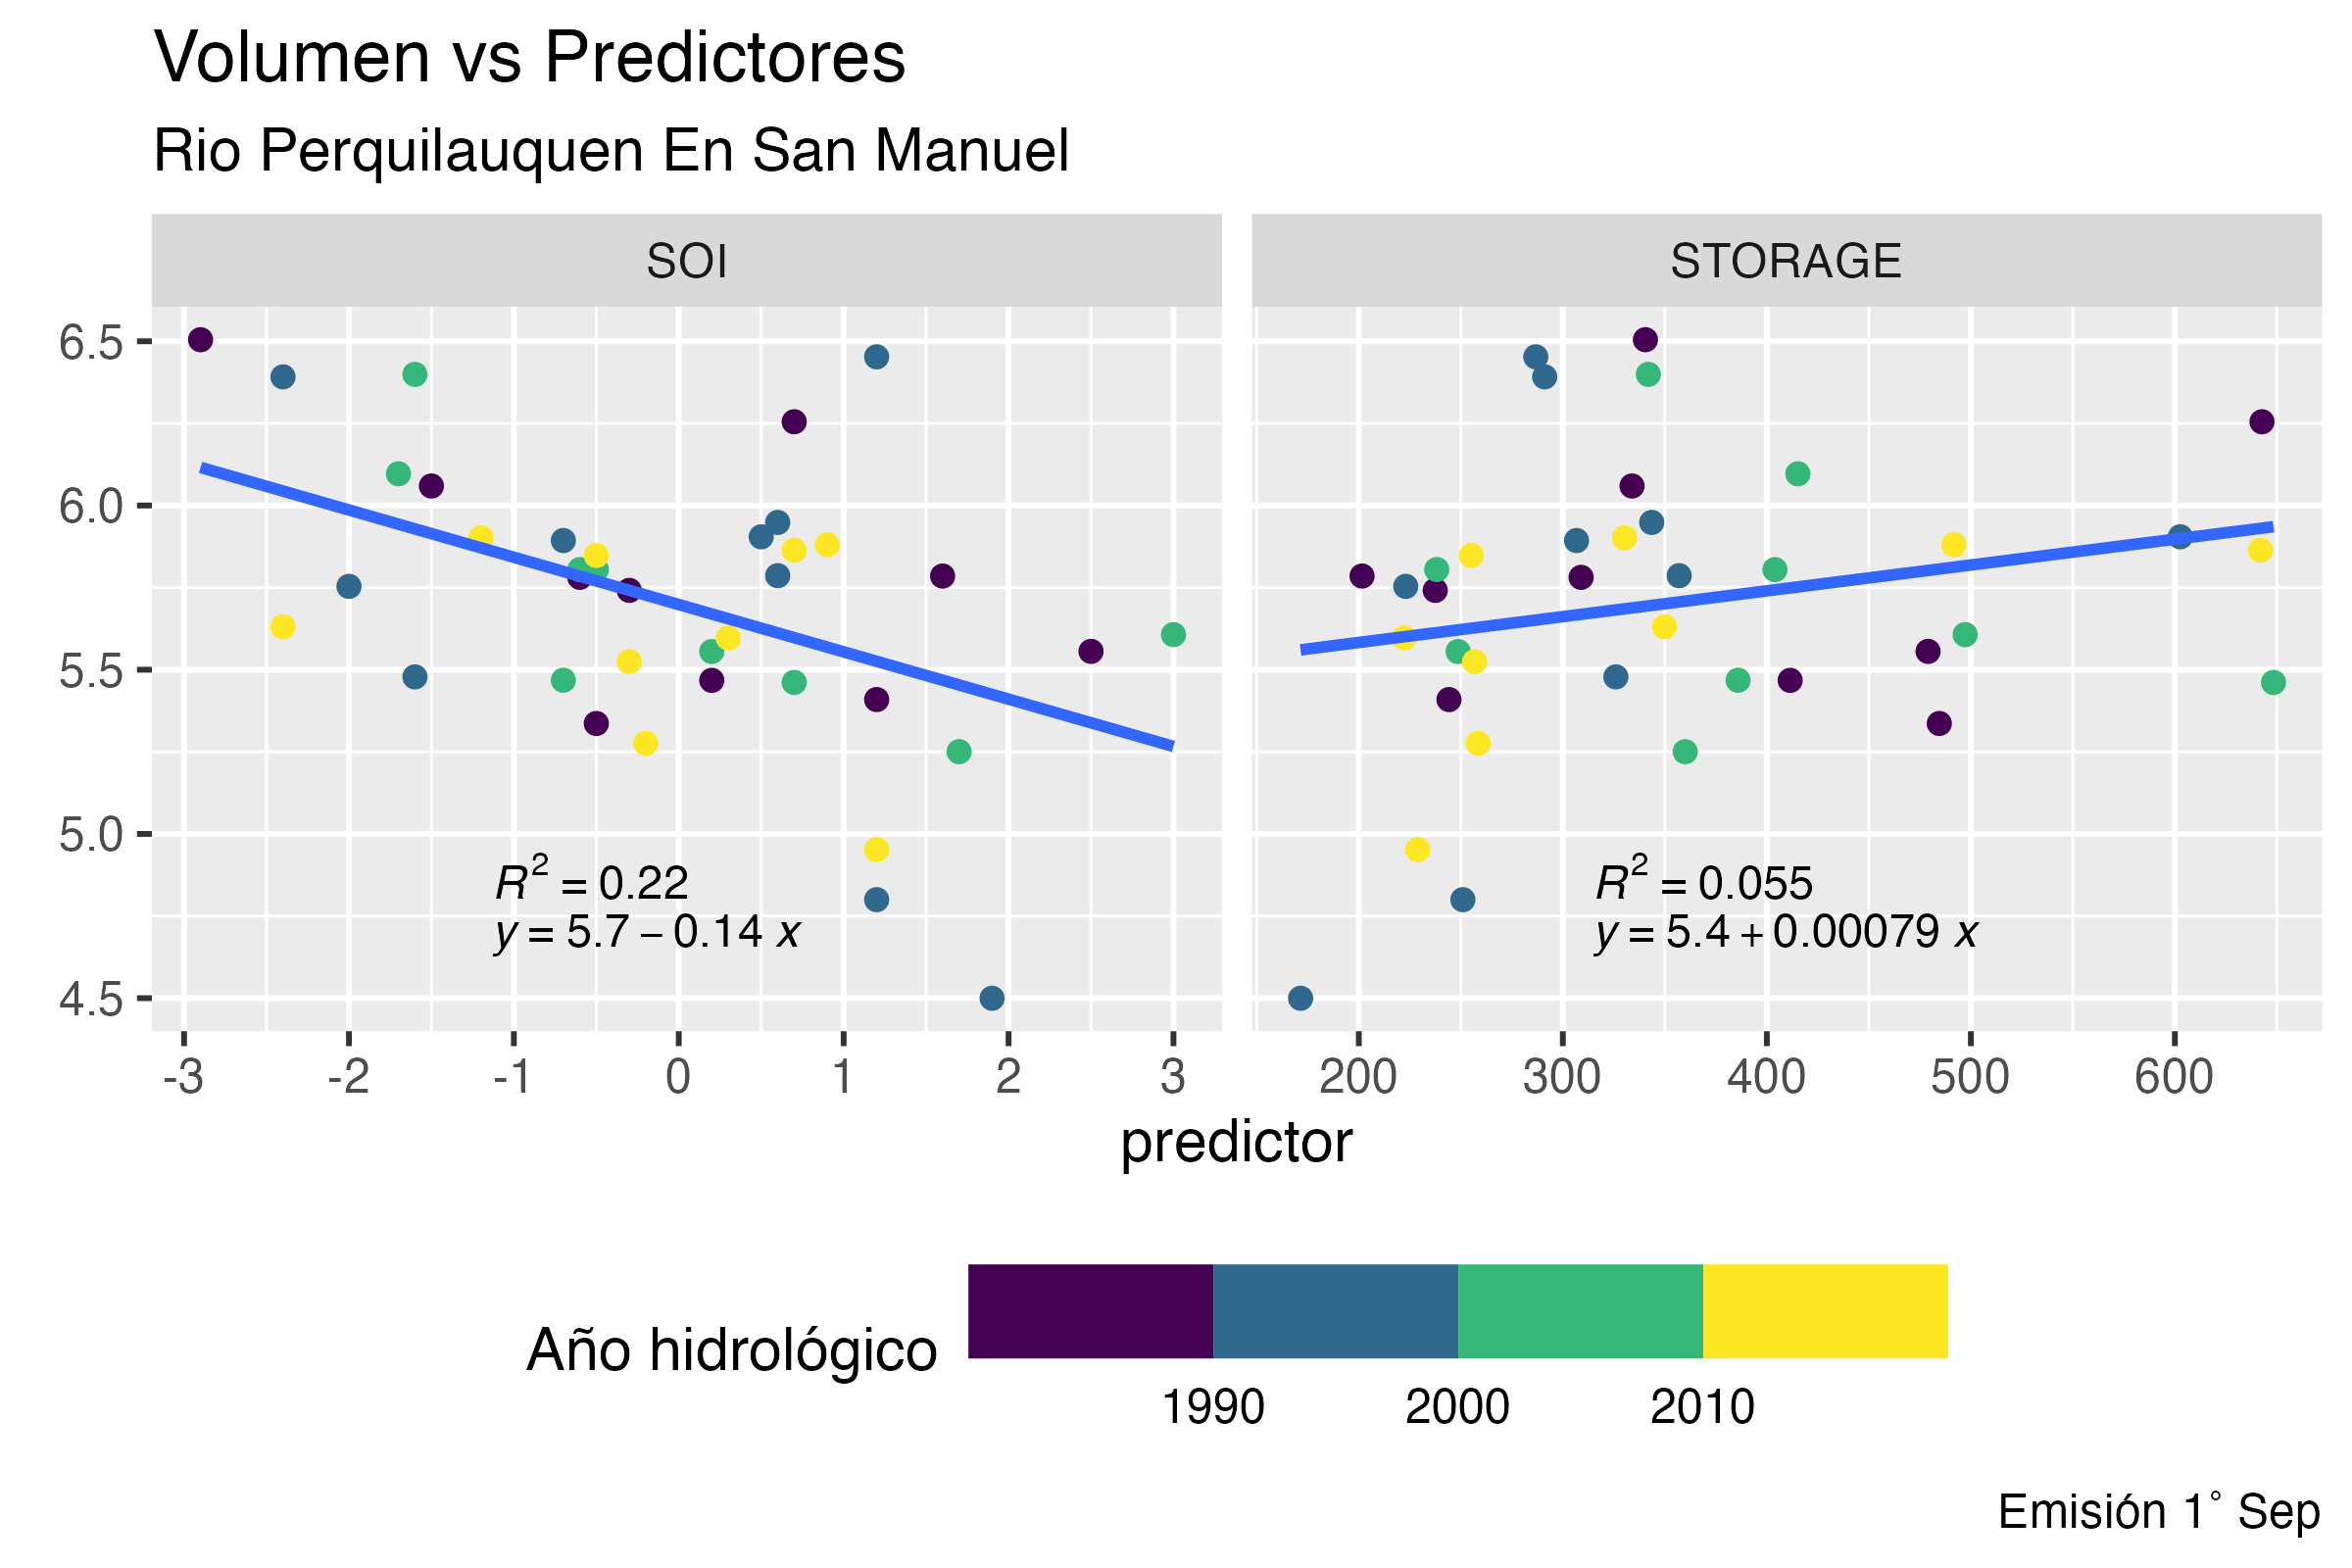 Volumen vs Predictores
Rio Perquilauquen En San Manuel
SOI
STORAGE
6.5
6.0
5.5
5.0
4.5
R² = 0.22
y = 5.7 − 0.14 x
R² = 0.055
y = 5.4 + 0.00079 x
-3 -2 -1 0 1 2 3
200 300 400 500 600
predictor
Año hidrológico
1990 2000 2010
Emisión 1° Sep